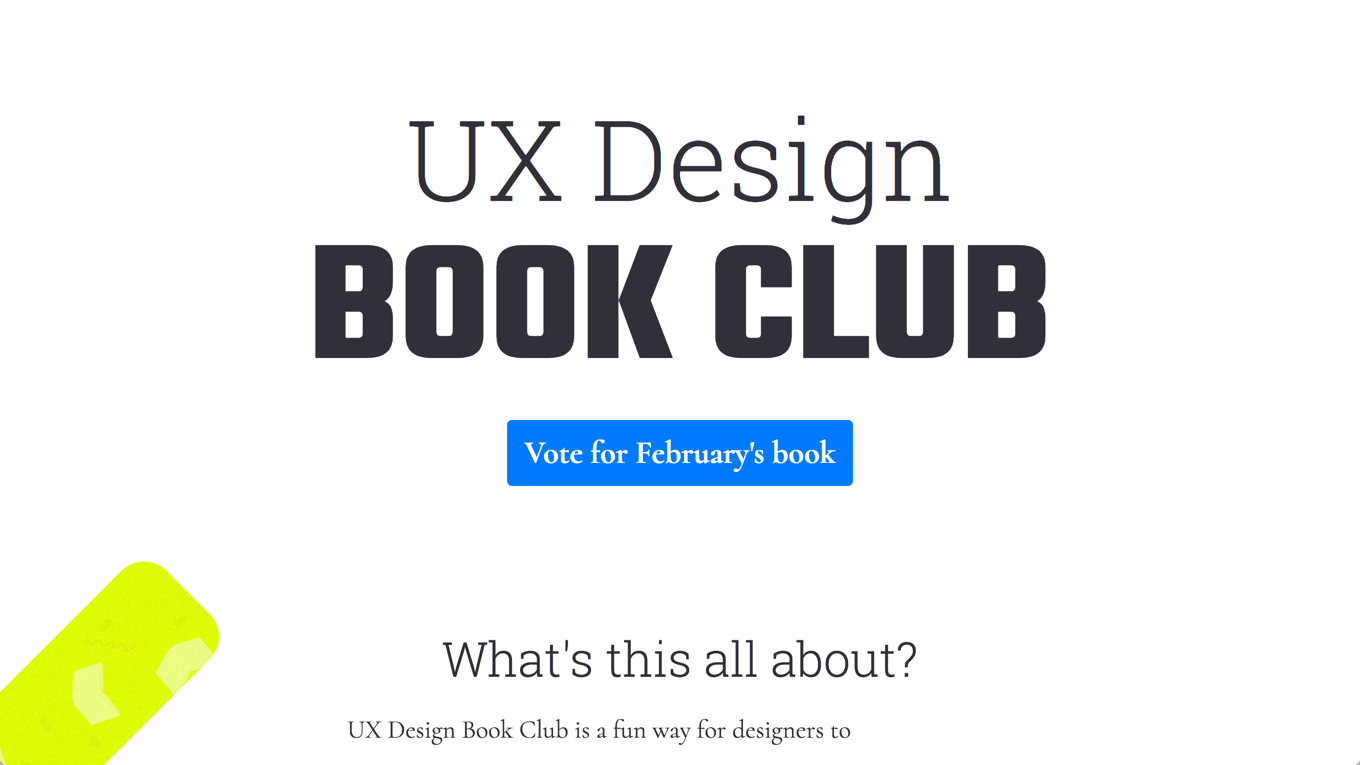 UX Design
BOOK CLUB
Vote for February's book
What's this all about?
UX Design Book Club is a fun way for designers to